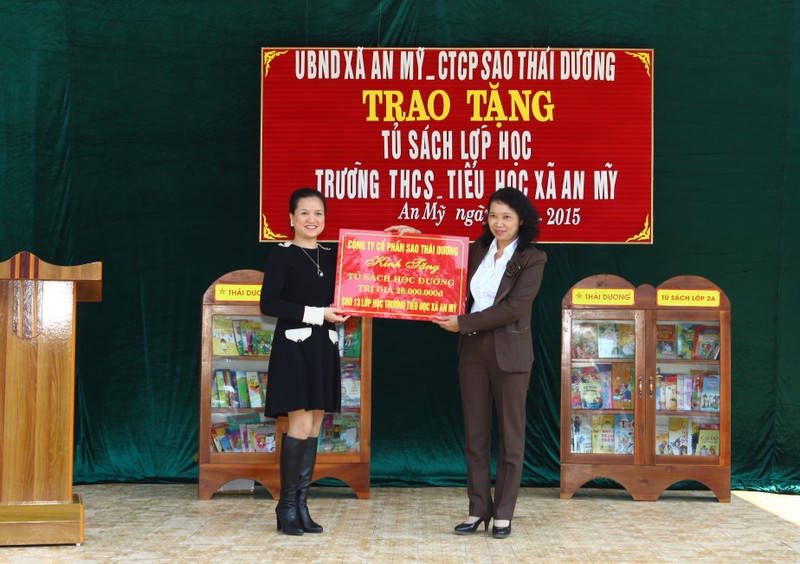 UBND XÃ AN MỸ_CTCP SAO THÁI DƯƠNG
TRAO TẶNG
TỦ SÁCH LỚP HỌC
TRƯỜNG THCS_TIỂU HỌC XÃ AN MỸ
An Mỹ ngày 2015
CÔNG TY CỔ PHẦN SAO THÁI DƯƠNG
Kính Tặng
TỦ SÁCH HỌC ĐƯỜNG
TRỊ GIÁ 26.000.000đ
CHO 13 LỚP HỌC TRƯỜNG TIỂU HỌC XÃ AN MỸ
THÁI DƯƠNG
THÁI DƯƠNG
TỦ SÁCH LỚP 2A